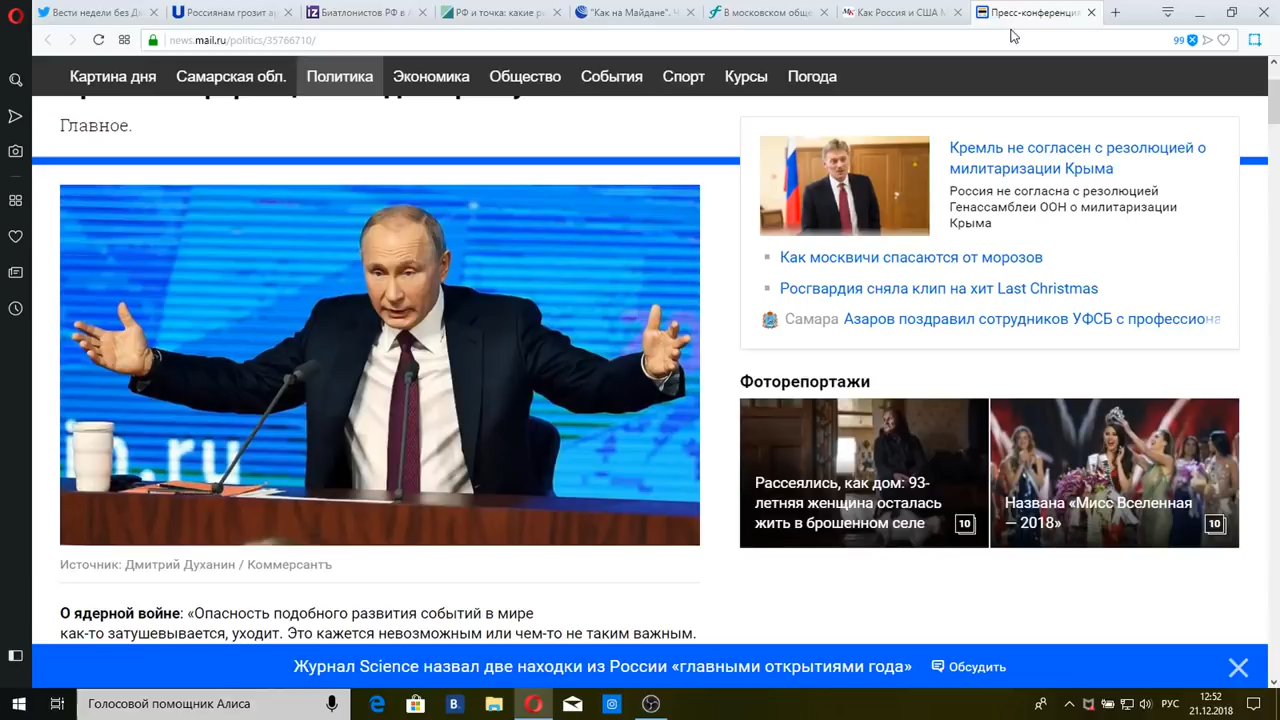 Вести недели без Д
Россиянам грозит а
Биатлонистов РФ в А
РФ и точка: какие р
"Как на Майдане". Ч
В московском обще
Как Россия и США М
Пресс-конференция
news.mail.ru/politics/35766710/
99
Картина дня Самарская обл. Политика Экономика Общество События Спорт Курсы Погода
Главное.
in.ru
Источник: Дмитрий Духанин / Коммерсантъ
О ядерной войне: «Опасность подобного развития событий в мире
как-то затушевывается, уходит. Это кажется невозможным или чем-то не таким важным.
Кремль не согласен с резолюцией о
милитаризации Крыма
Россия не согласна с резолюцией
Генассамблеи ООН о милитаризации
Крыма
Как москвичи спасаются от морозов
Росгвардия сняла клип на хит Last Christmas
Самара Азаров поздравил сотрудников УФСБ с профессиона
Фоторепортажи
Рассеялись, как дом: 93-
летняя женщина осталась
жить в брошенном селе
10
Названа «Мисс Вселенная
— 2018»
10
Журнал Science назвал две находки из России «главными открытиями года» Обсудить
Голосовой помощник Алиса
РУС
12:52
21.12.2018